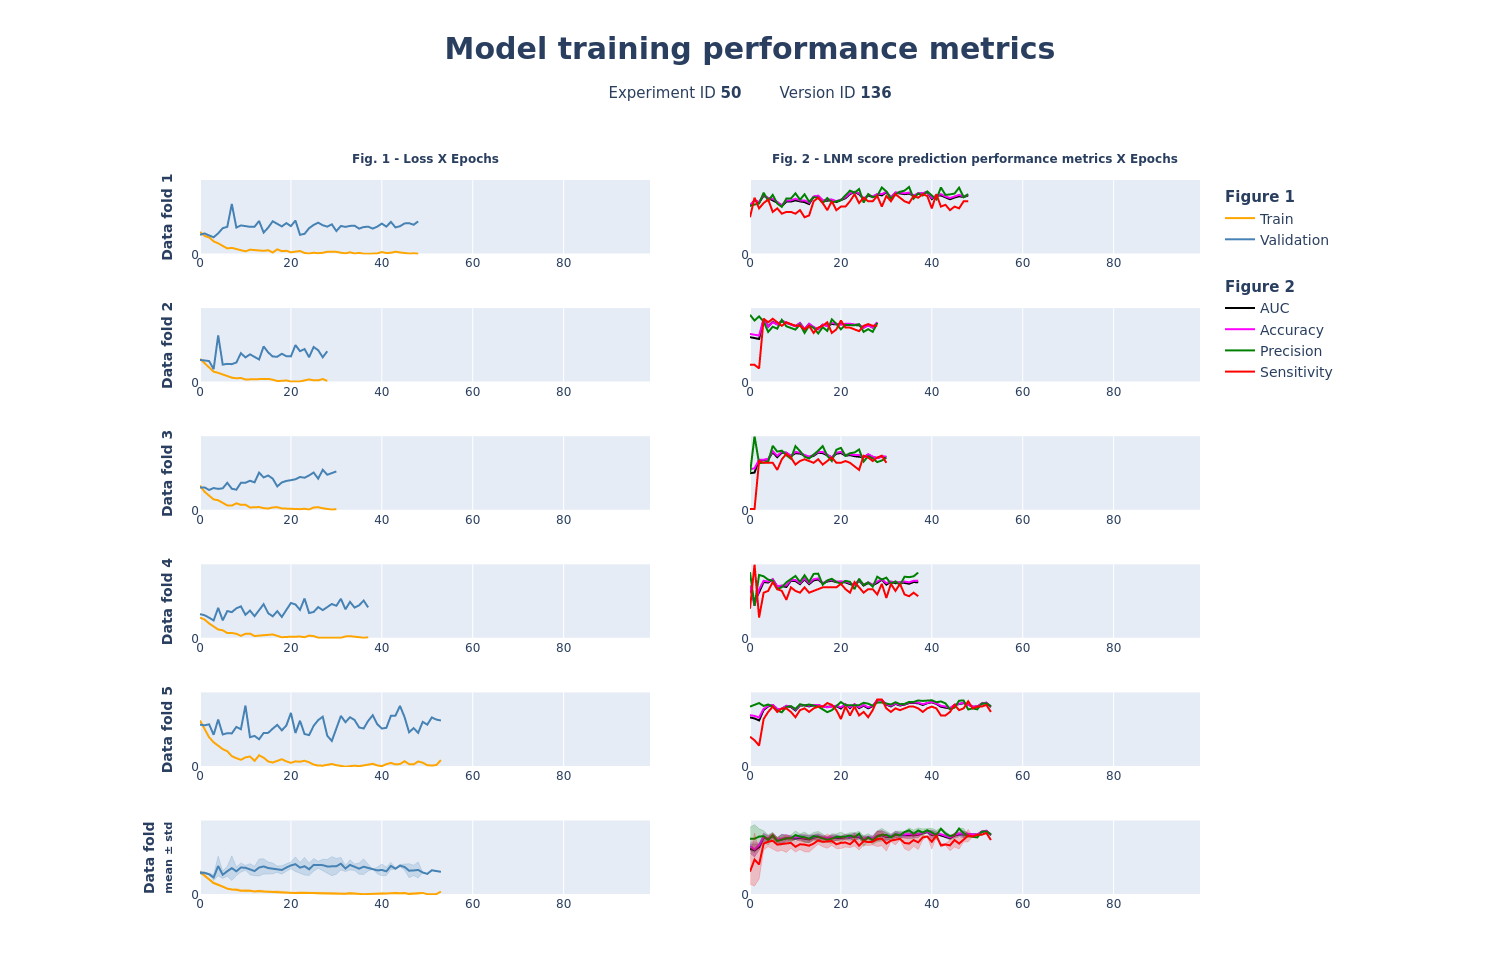 Model training performance metrics
Experiment ID 50 Version ID 136
Fig. 1 - Loss X Epochs
Fig. 2 - LNM score prediction performance metrics X Epochs
Data fold 1
0
0 20 40 60 80
0
0 20 40 60 80
Figure 1
Train
Validation
Figure 2
AUC
Accuracy
Precision
Sensitivity
Data fold 2
0
0 20 40 60 80
0
0 20 40 60 80
Data fold 3
0
0 20 40 60 80
0
0 20 40 60 80
Data fold 4
0
0 20 40 60 80
0
0 20 40 60 80
Data fold 5
0
0 20 40 60 80
0
0 20 40 60 80
Data fold
mean ± std
0
0 20 40 60 80
0
0 20 40 60 80